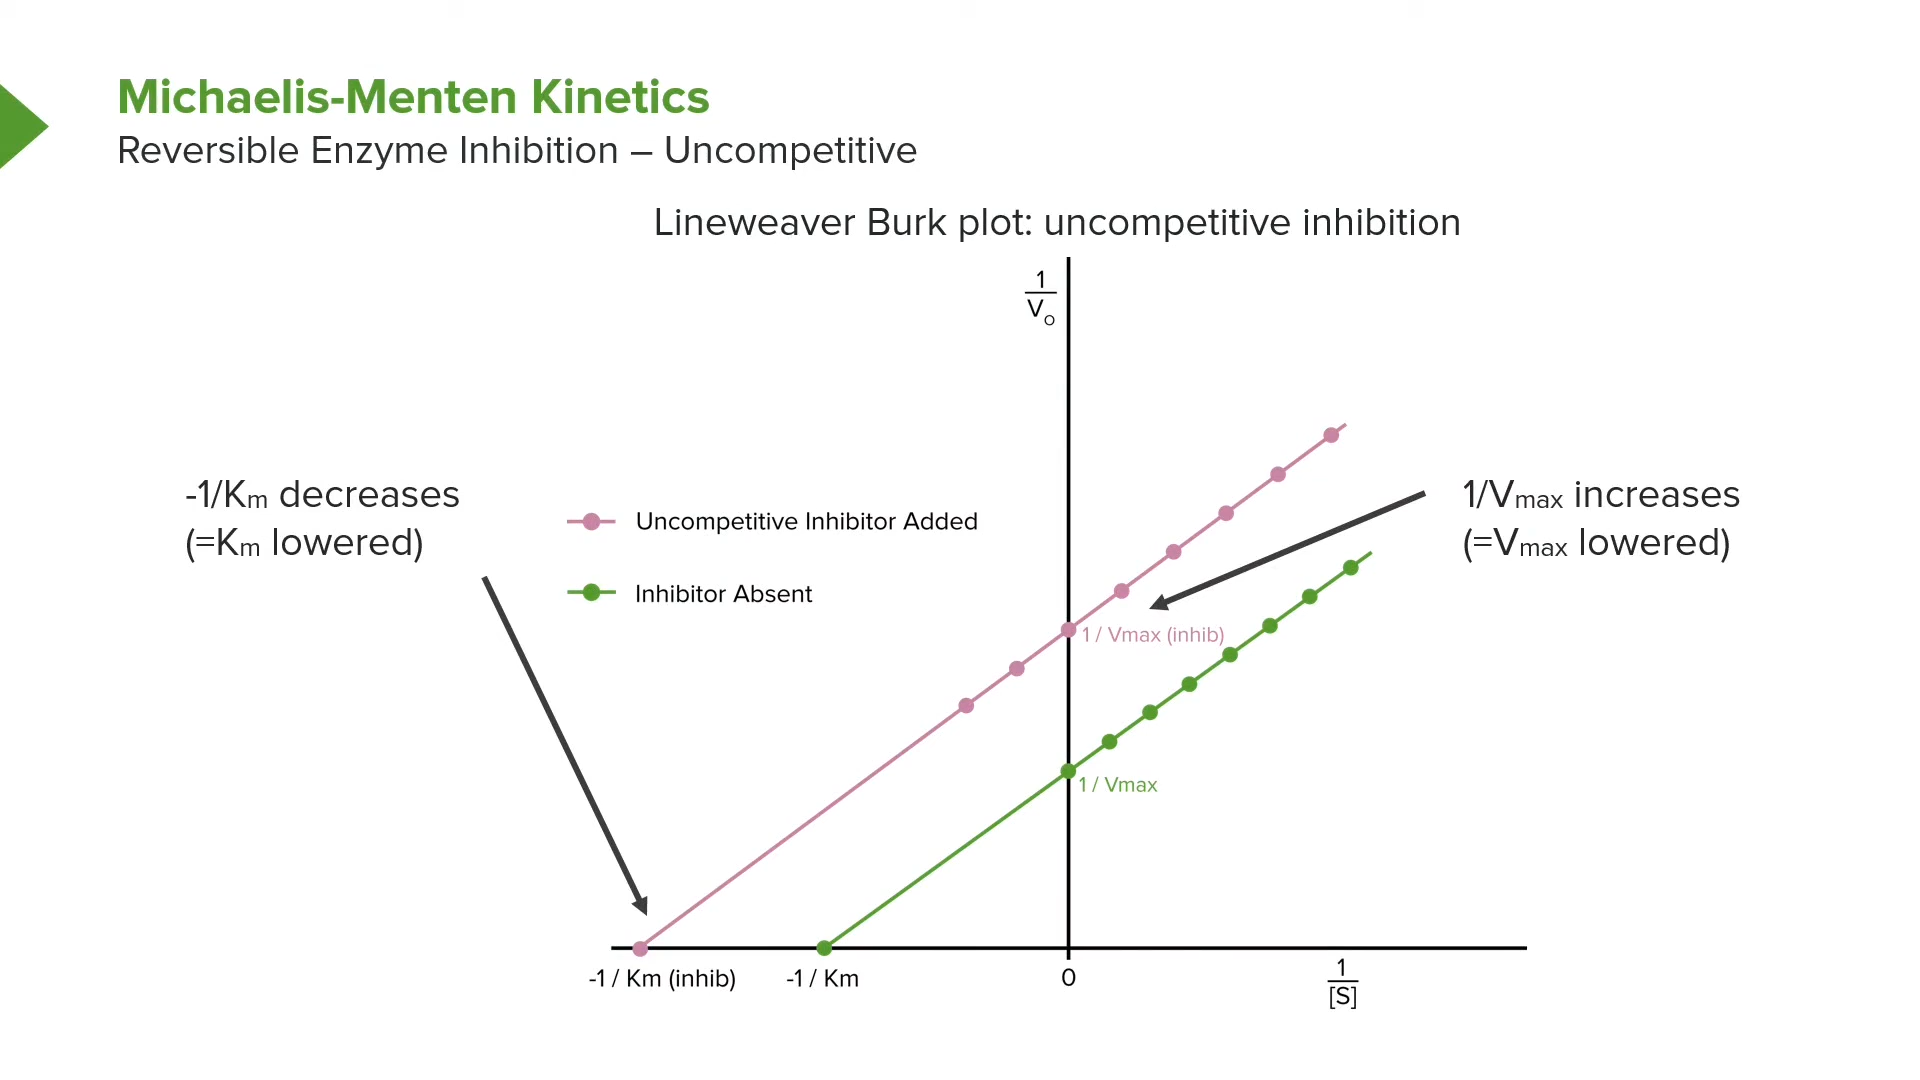 Michaelis-Menten Kinetics
Reversible Enzyme Inhibition – Uncompetitive
Lineweaver Burk plot: uncompetitive inhibition
1
Vo
-1/Km decreases
(=Km lowered)
Uncompetitive Inhibitor Added
Inhibitor Absent
1/Vmax increases
(=Vmax lowered)
1 / Vmax (inhib)
1 / Vmax
-1 / Km (inhib)
-1 / Km
0
1
[S]